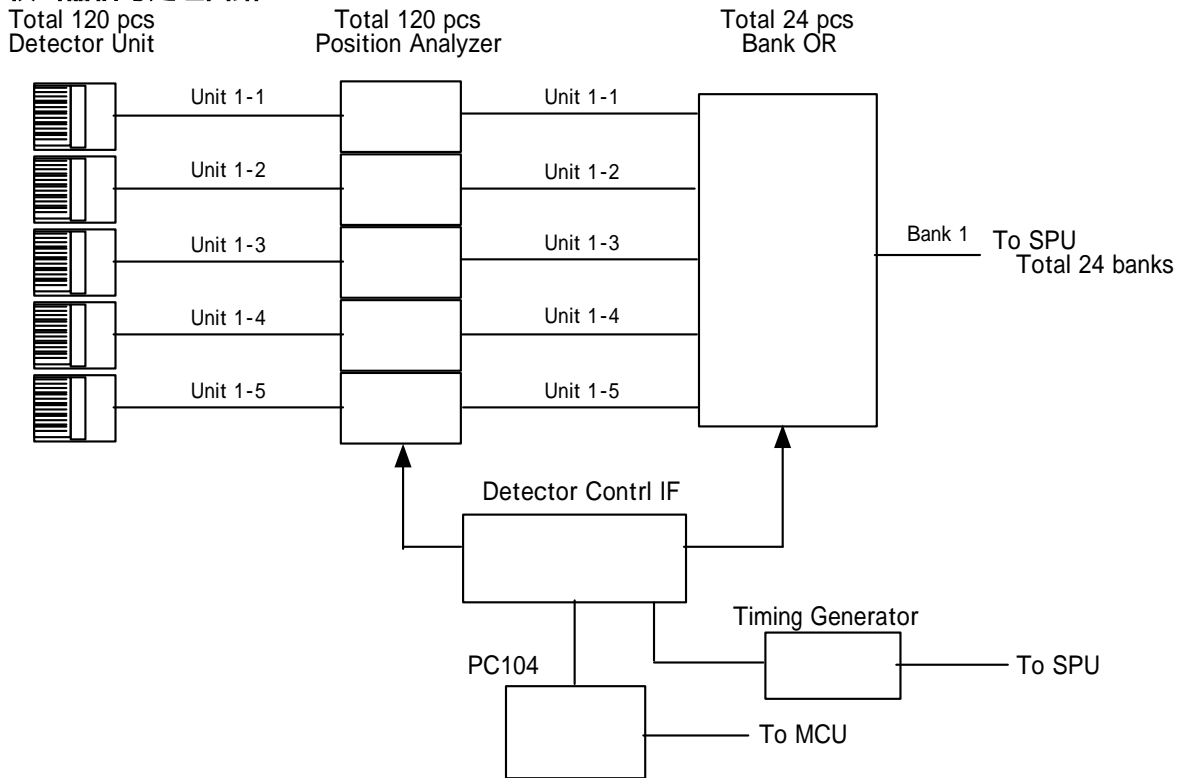 Total 120 pcs
Detector Unit
Total 120 pcs
Position Analyzer
Total 24 pcs
Bank OR
Unit 1-1
Unit 1-1
Unit 1-2
Unit 1-2
Unit 1-3
Unit 1-3
Bank 1
To SPU
Total 24 banks
Unit 1-4
Unit 1-4
Unit 1-5
Unit 1-5
Detector Contrl IF
Timing Generator
To SPU
PC104
To MCU